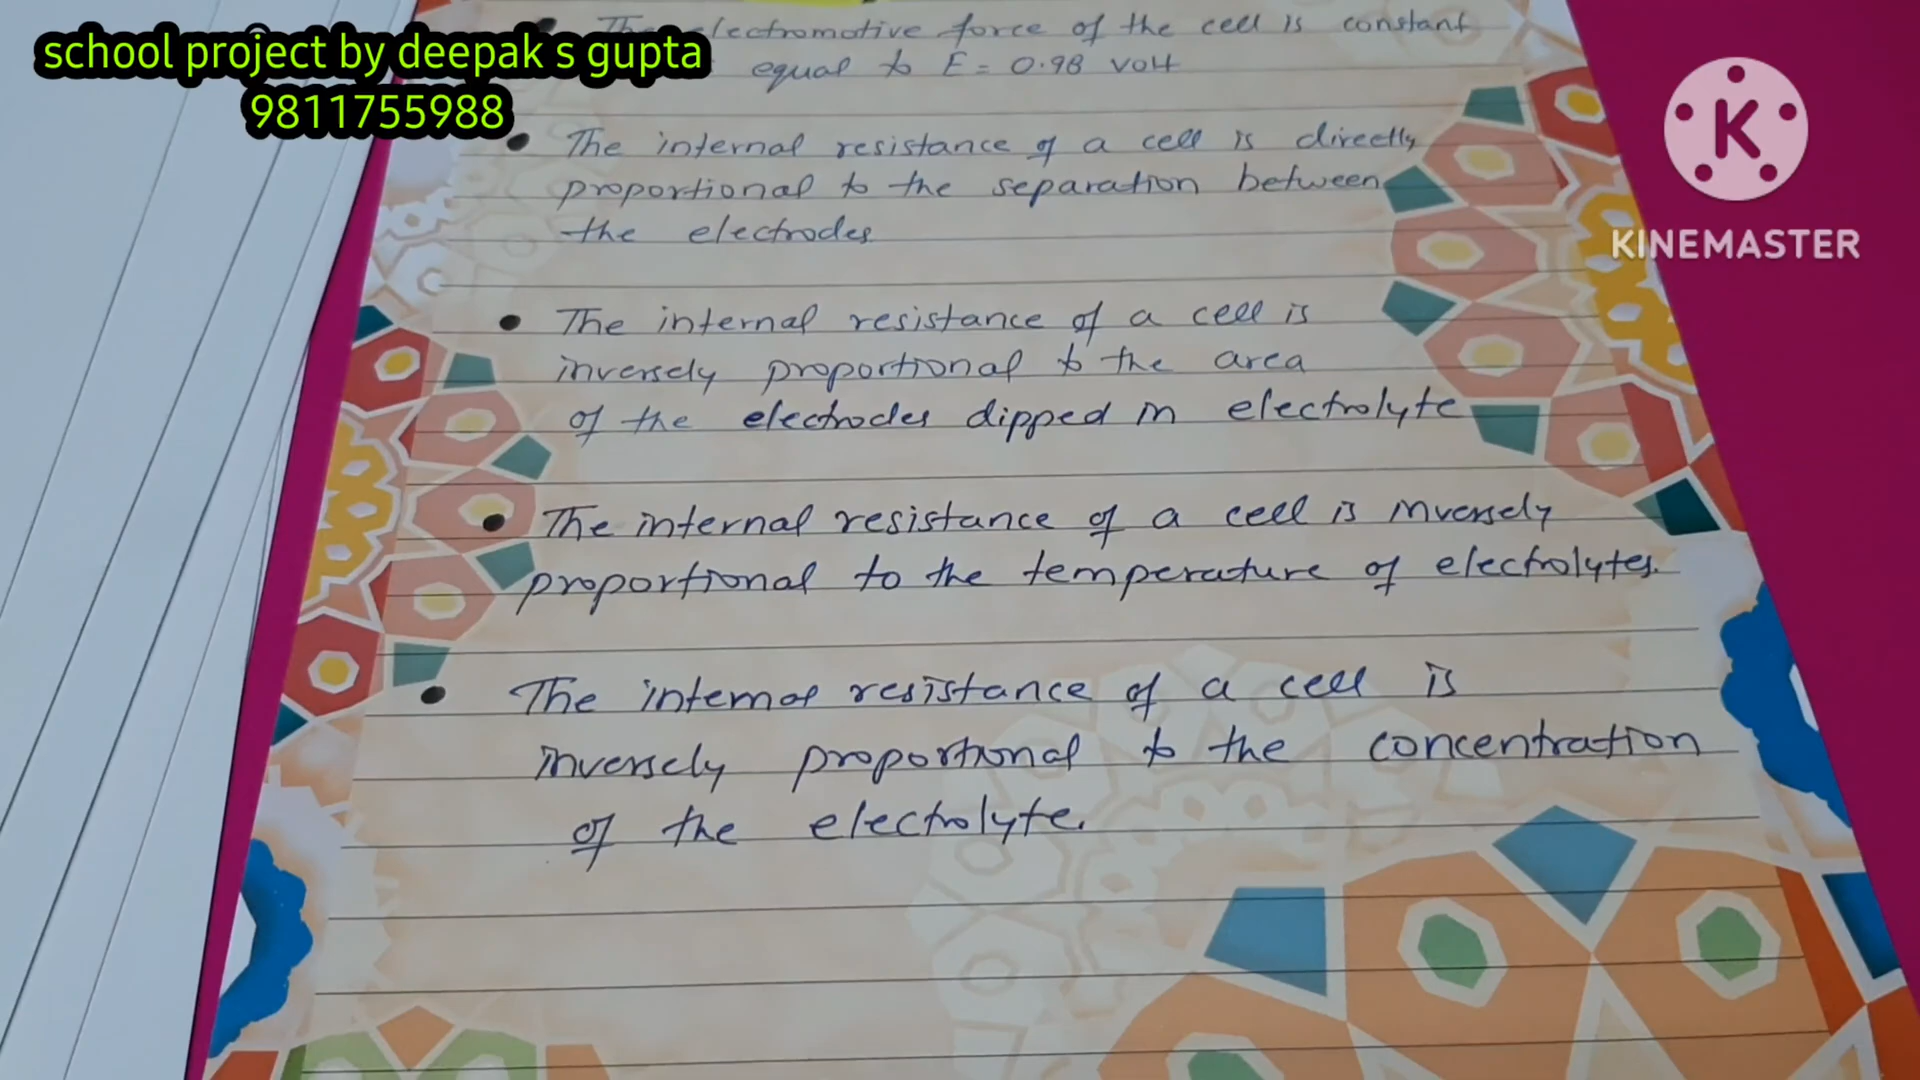 school project by deepak s gupta
9811755988
K
KINEMASTER
The electromotive force of the cell is constant
equal to E = 0.98 volt
The internal resistance of a cell is directly
proportional to the separation between
the electrodes
The internal resistance of a cell is
inversely proportional to the area
of the electrodes dipped in electrolyte
The internal resistance of a cell is inversely
proportional to the temperature of electrolytes.
The internal resistance of a cell is
inversely proportional to the concentration
of the electrolyte.